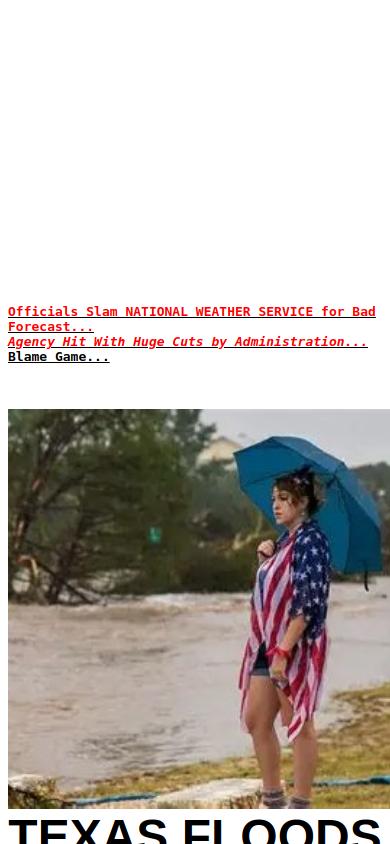 Officials Slam NATIONAL WEATHER SERVICE for Bad
Forecast...
Agency Hit With Huge Cuts by Administration...
Blame Game...
TEXAS FLOODS